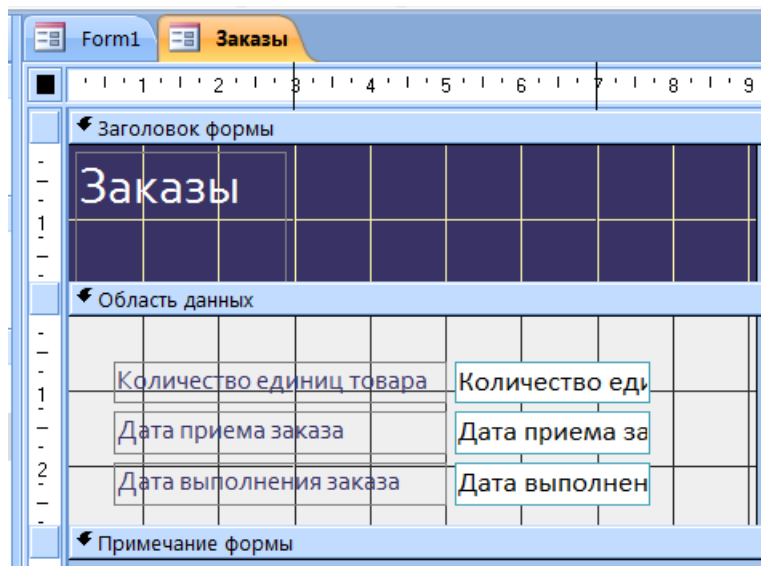 Form1 Заказы
1 2 3 4 5 6 7 8 9
Заголовок формы
Заказы
1
Область данных
Количество единиц товара Количество еди
1
Дата приема заказа Дата приема за
Дата выполнения заказа Дата выполнен
2
Примечание формы